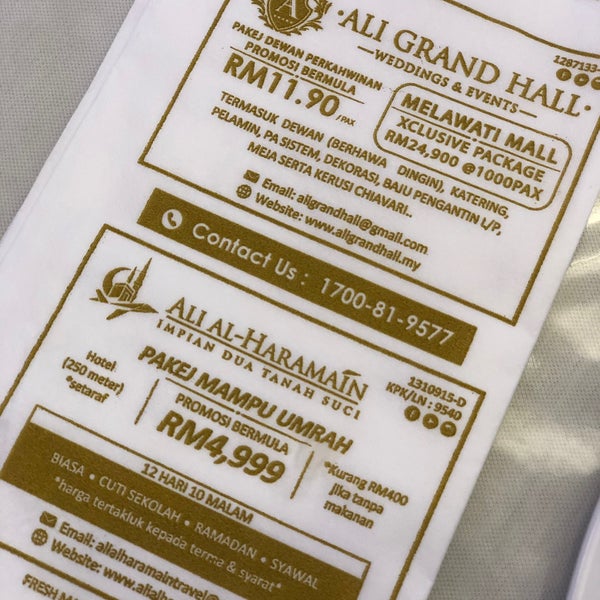 A
ALI GRAND HALL
WEDDINGS & EVENTS
1287133-
PAKEJ DEWAN PERKAHWINAN
PROMOSI BERMULA
RM11.90/PAX
MELAWATI MALL
XCLUSIVE PACKAGE
RM24,900 @1000PAX
TERMASUK DEWAN (BERHAWA DINGIN), KATERING,
PELAMIN, PA SISTEM, DEKORASI, BAJU PENGANTIN L/P,
MEJA SERTA KERUSI CHIAVARI..
Email: aligrandhall@gmail.com
Website: www.aligrandhall.my
Contact Us : 1700-81-9577
ALI AL-HARAMAIN
IMPIAN DUA TANAH SUCI
1310915-D
KPK/LN : 9540
Hotel
(250 meter)
*setaraf
PAKEJ MAMPU UMRAH
PROMOSI BERMULA
RM4,999
*Kurang RM400
jika tanpa
makanan
12 HARI 10 MALAM
BIASA • CUTI SEKOLAH • RAMADAN • SYAWAL
*harga tertakluk kepada terma & syarat*
Email: alialharamaintravel@
Website: www.alial
FRESH MA